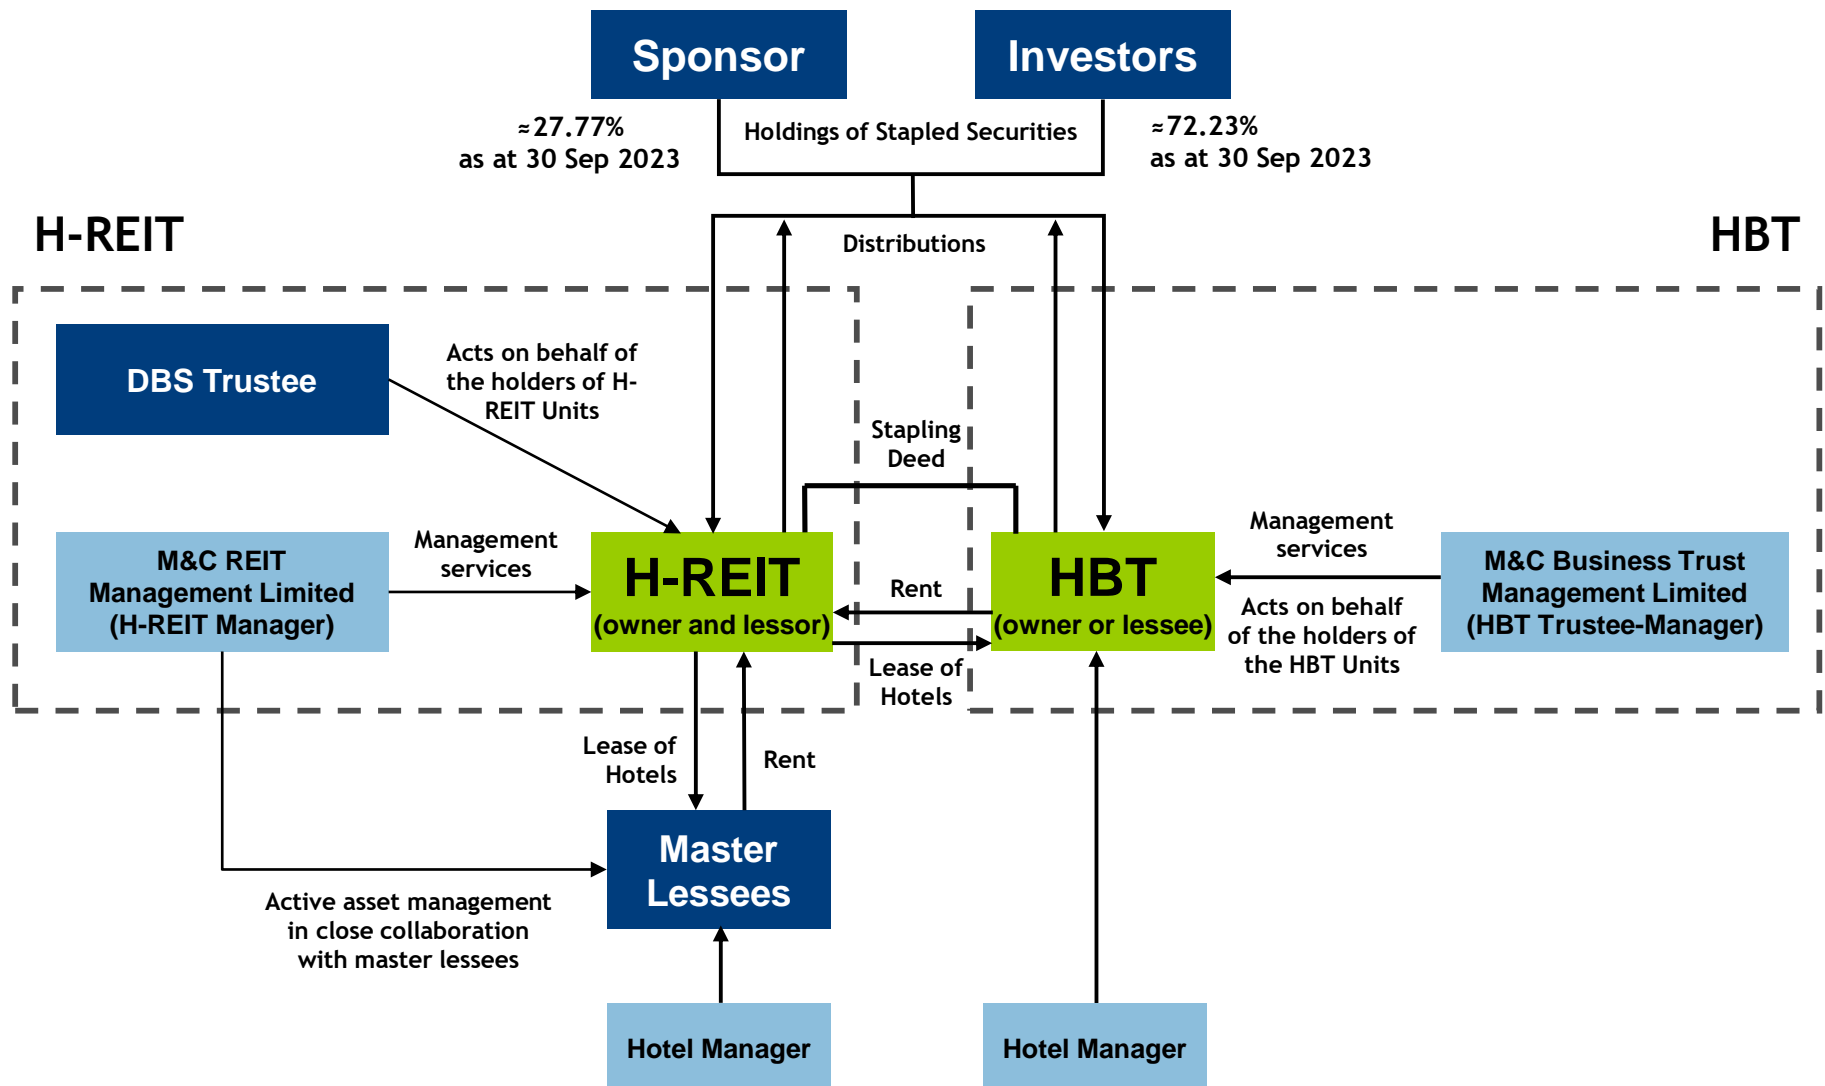 Sponsor
Investors
≈27.77%
as at 30 Sep 2023
Holdings of Stapled Securities
≈72.23%
as at 30 Sep 2023
H-REIT
HBT
Distributions
DBS Trustee
Acts on behalf of
the holders of H-
REIT Units
Stapling
Deed
M&C REIT
Management Limited
(H-REIT Manager)
Management
services
H-REIT
(owner and lessor)
Rent
Lease of
Hotels
HBT
(owner or lessee)
Management
services
Acts on behalf
of the holders of
the HBT Units
M&C Business Trust
Management Limited
(HBT Trustee-Manager)
Lease of
Hotels
Rent
Master
Lessees
Active asset management
in close collaboration
with master lessees
Hotel Manager
Hotel Manager